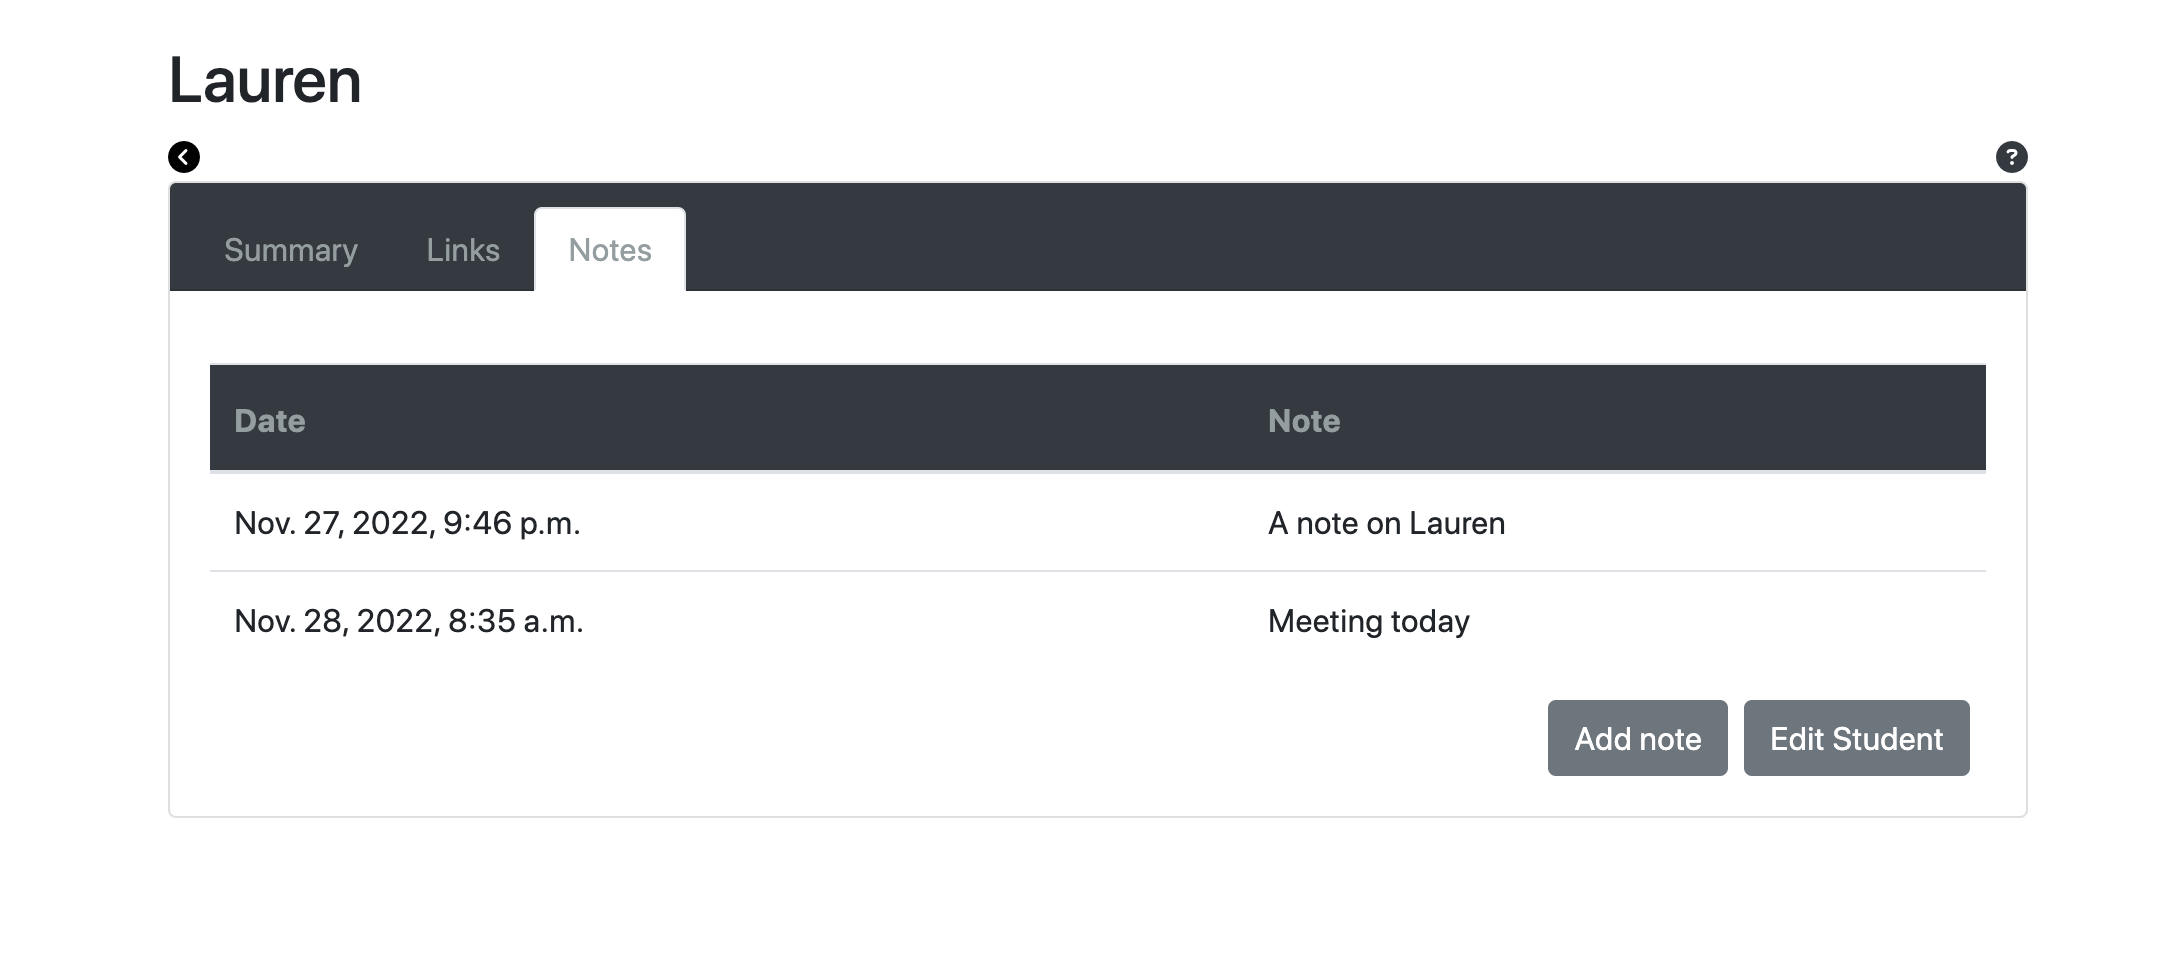 Lauren
?
Summary Links Notes
Date Note
Nov. 27, 2022, 9:46 p.m. A note on Lauren
Nov. 28, 2022, 8:35 a.m. Meeting today
Add note Edit Student